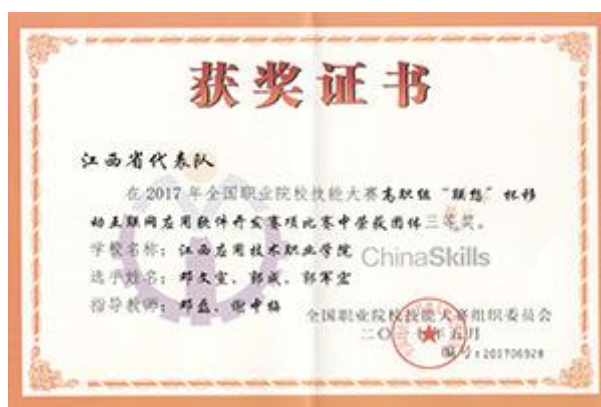 获奖证书
江西省代表队
在2017年全国职业院校技能大赛高职组“联想”杯移
动互联网应用软件开发赛项比赛中荣获团体三等奖。
学校名称：江西应用技术职业学院
ChinaSkills
选手姓名：邓文宣、郭威、郭军宏
指导教师：邓磊、谢中梅
全国职业院校技能大赛组织委员会
二〇一七年五月
编号：201706928